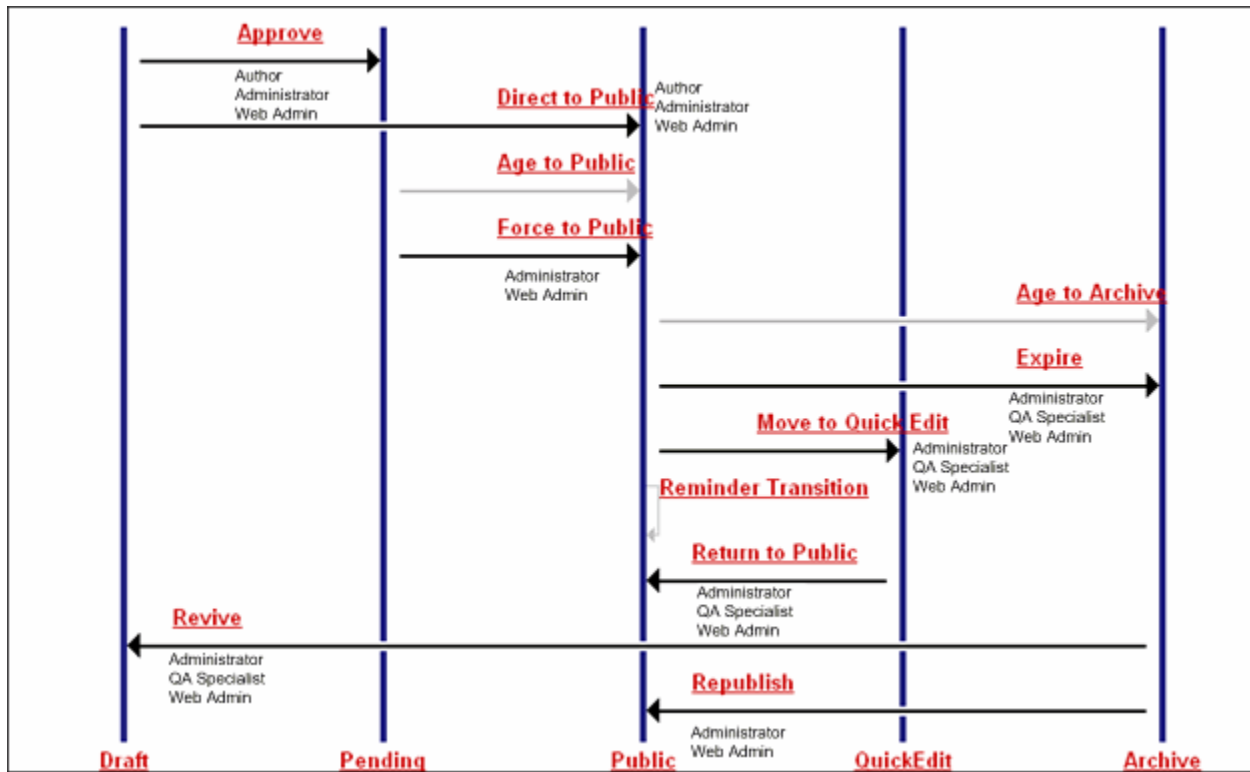 Approve
Author
Administrator
Web Admin
Direct to Public
Author
Administrator
Web Admin
Age to Public
Force to Public
Administrator
Web Admin
Age to Archive
Expire
Administrator
QA Specialist
Web Admin
Move to Quick Edit
Administrator
QA Specialist
Web Admin
Reminder Transition
Return to Public
Administrator
QA Specialist
Web Admin
Revive
Administrator
QA Specialist
Web Admin
Republish
Administrator
Web Admin
Draft
Pending
Public
QuickEdit
Archive